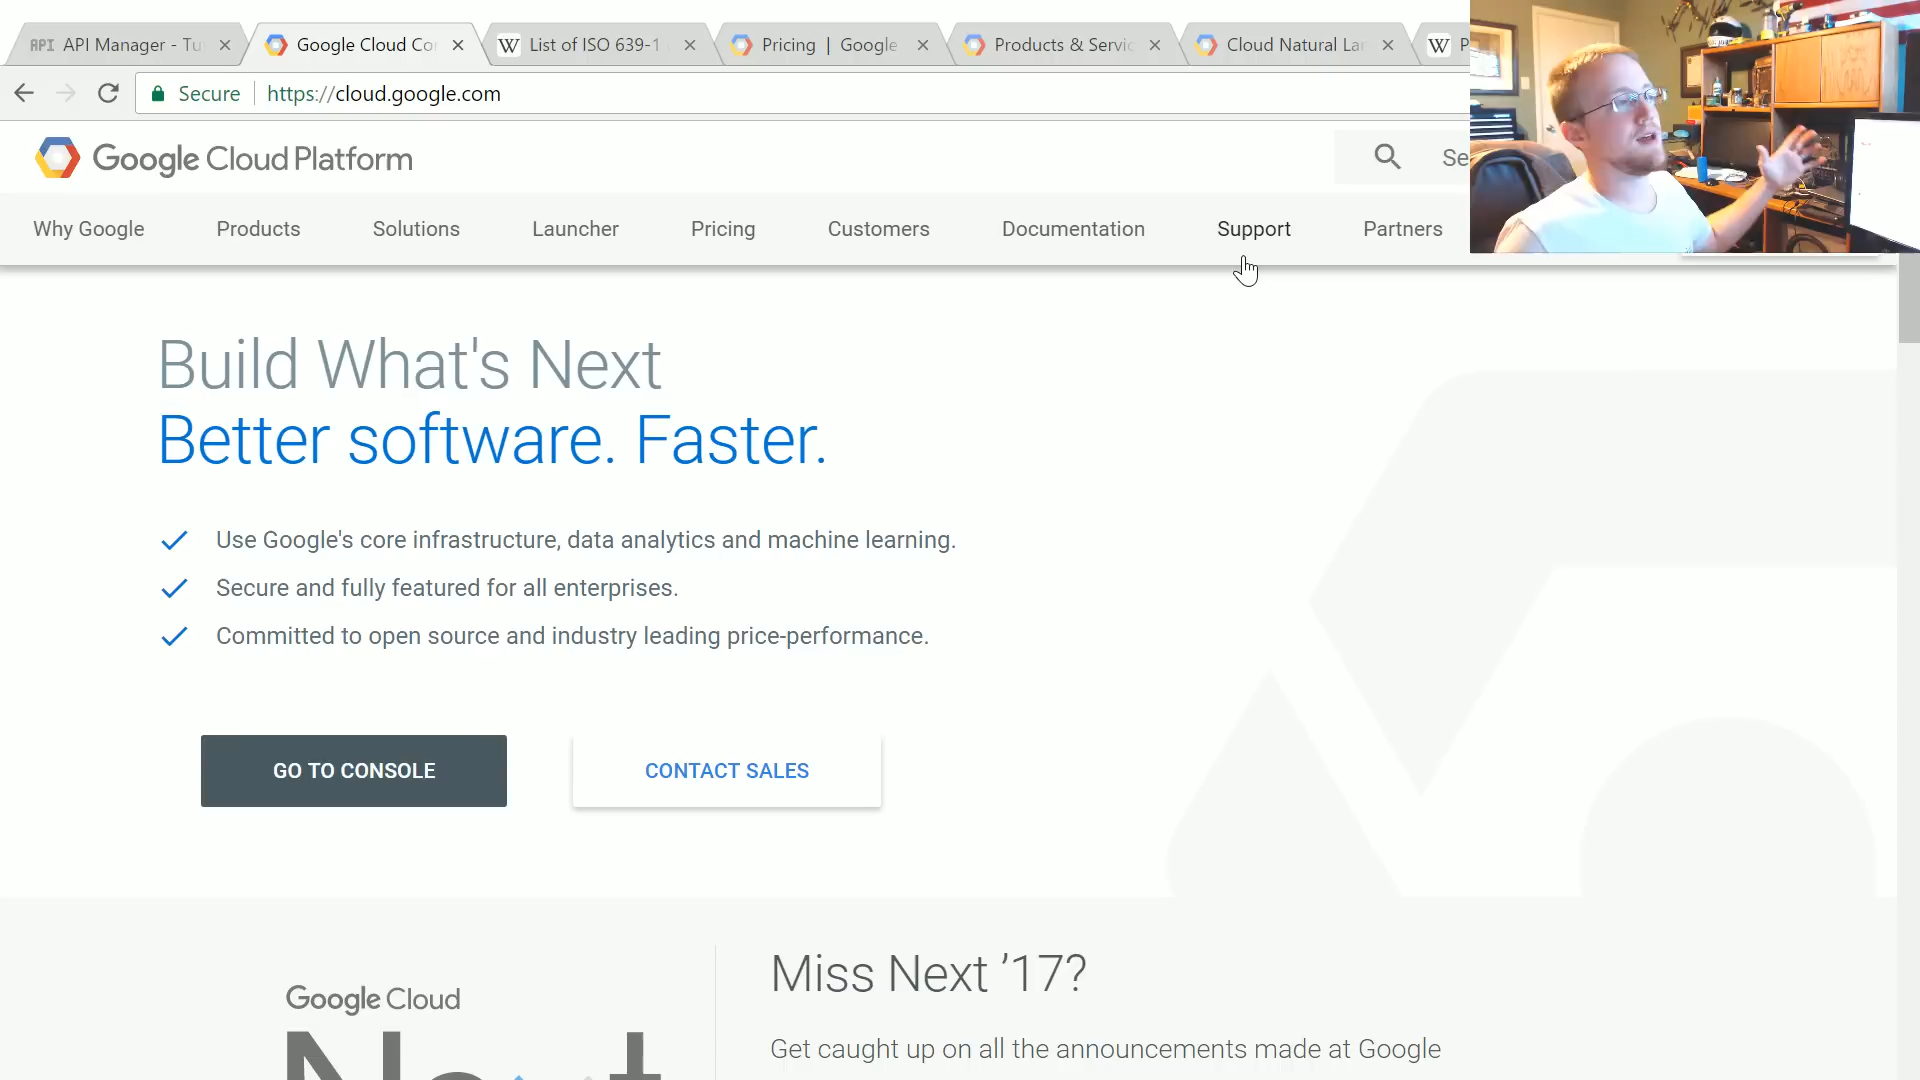 API API Manager - Tu
Google Cloud Co
W List of ISO 639-1
Pricing | Google
Products & Servic
Cloud Natural La
W P
Secure https://cloud.google.com
Google Cloud Platform
Se
Why Google Products Solutions Launcher Pricing Customers Documentation Support Partners
Build What's Next
Better software. Faster.
Use Google's core infrastructure, data analytics and machine learning.
Secure and fully featured for all enterprises.
Committed to open source and industry leading price-performance.
GO TO CONSOLE CONTACT SALES
Google Cloud
Next
Miss Next ’17?
Get caught up on all the announcements made at Google